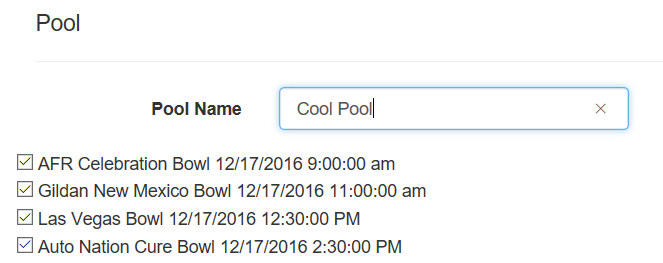 Pool
Pool Name Cool Pool
AFR Celebration Bowl 12/17/2016 9:00:00 am
Gildan New Mexico Bowl 12/17/2016 11:00:00 am
Las Vegas Bowl 12/17/2016 12:30:00 PM
Auto Nation Cure Bowl 12/17/2016 2:30:00 PM